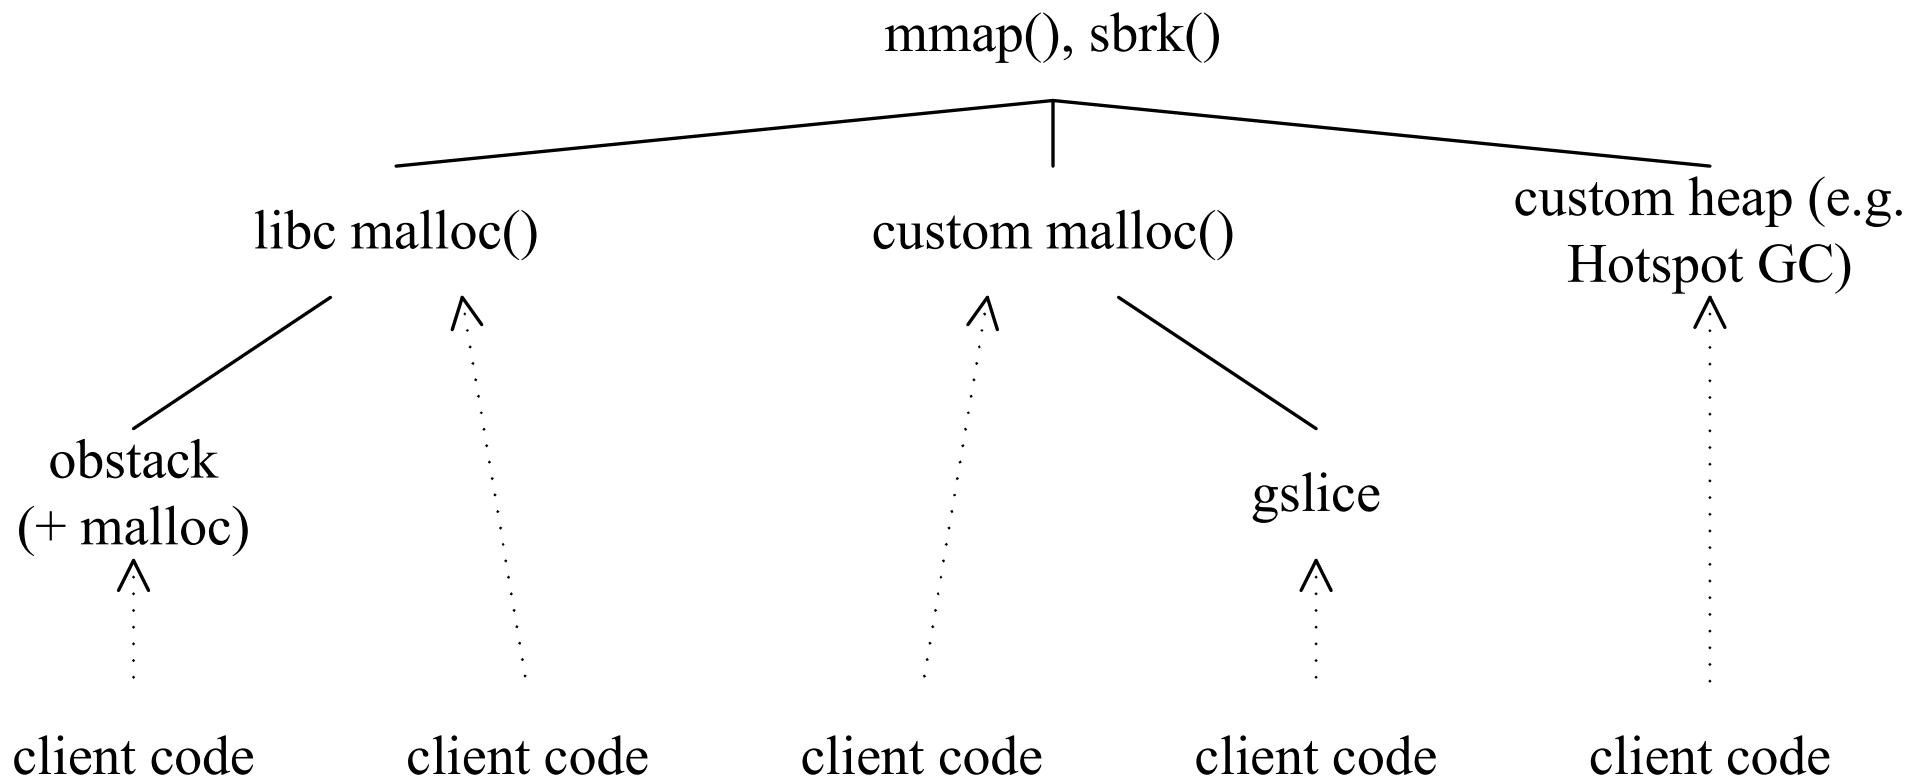 mmap(), sbrk()
libc malloc()
custom malloc()
custom heap (e.g.
Hotspot GC)
obstack
(+ malloc)
gslice
client code
client code
client code
client code
client code